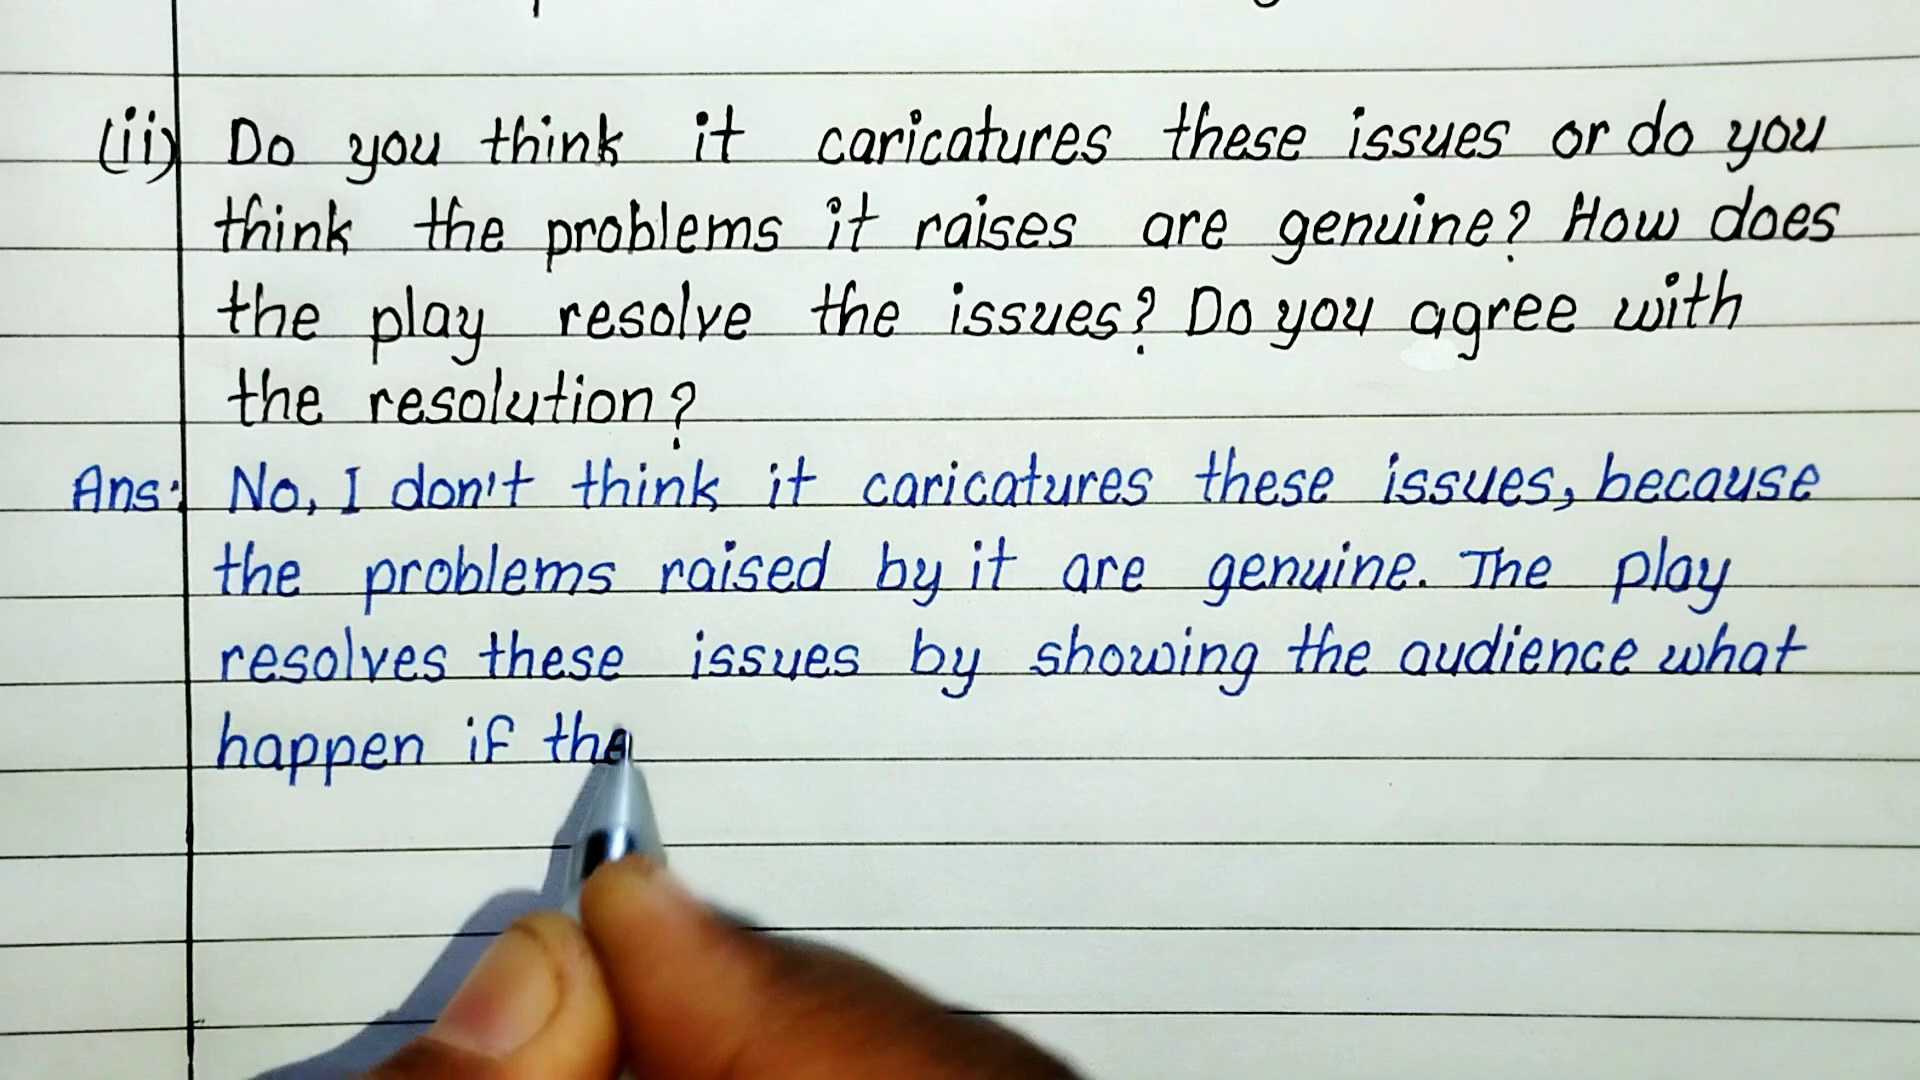 (ii) Do you think it caricatures these issues or do you
think the problems it raises are genuine? How does
the play resolve the issues? Do you agree with
the resolution?
Ans: No, I don't think it caricatures these issues, because
the problems raised by it are genuine. The play
resolves these issues by showing the audience what
happen if the